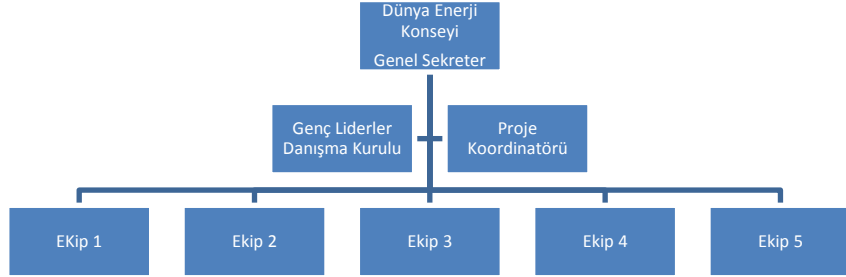 Dünya Enerji
Konseyi
Genel Sekreter
Genç Liderler
Danışma Kurulu
Proje
Koordinatörü
EKip 1
Ekip 2
Ekip 3
Ekip 4
Ekip 5